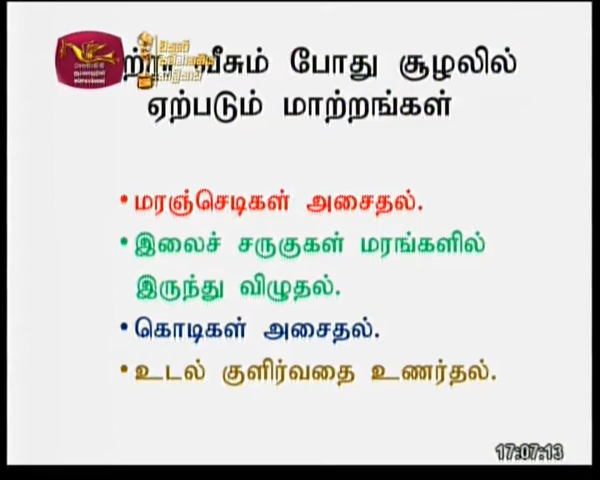 வீசும் போது சூழலில்
ஏற்படும் மாற்றங்கள்
• மரஞ்செடிகள் அசைதல்.
• இலைச் சருகுகள் மரங்களில்
இருந்து விழுதல்.
• கொடிகள் அசைதல்.
• உடல் குளிர்வதை உணர்தல்.
17:07:13